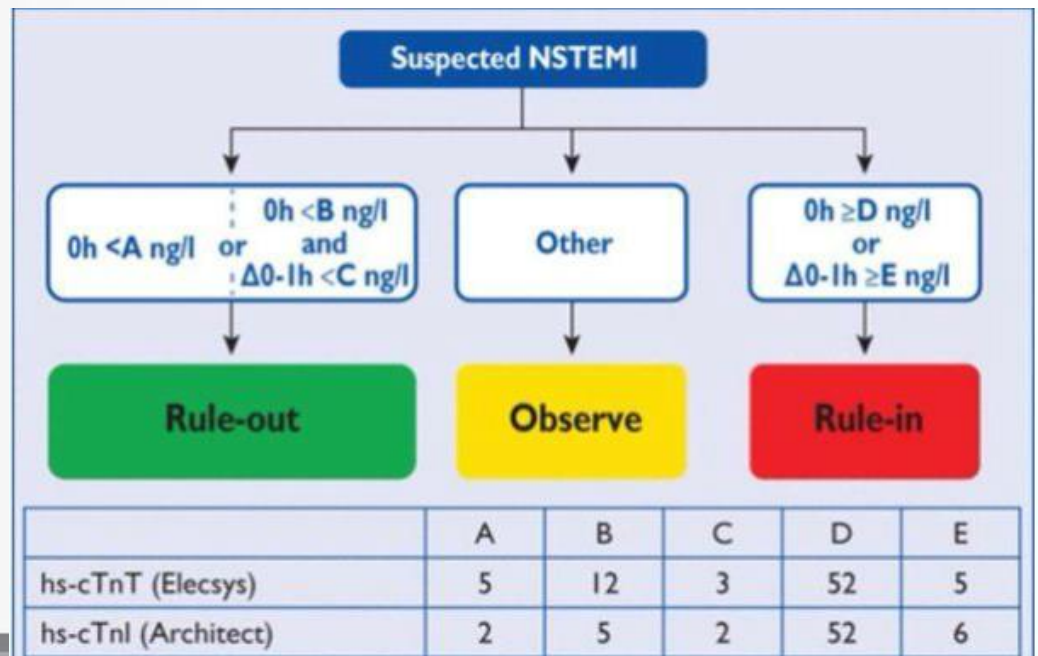 Suspected NSTEMI
0h <A ng/l or
0h <B ng/l
and
Δ0-1h <C ng/l
Other
0h ≥D ng/l
or
Δ0-1h ≥E ng/l
Rule-out
Observe
Rule-in
A B C D E
hs-cTnT (Elecsys) 5 12 3 52 5
hs-cTnI (Architect) 2 5 2 52 6